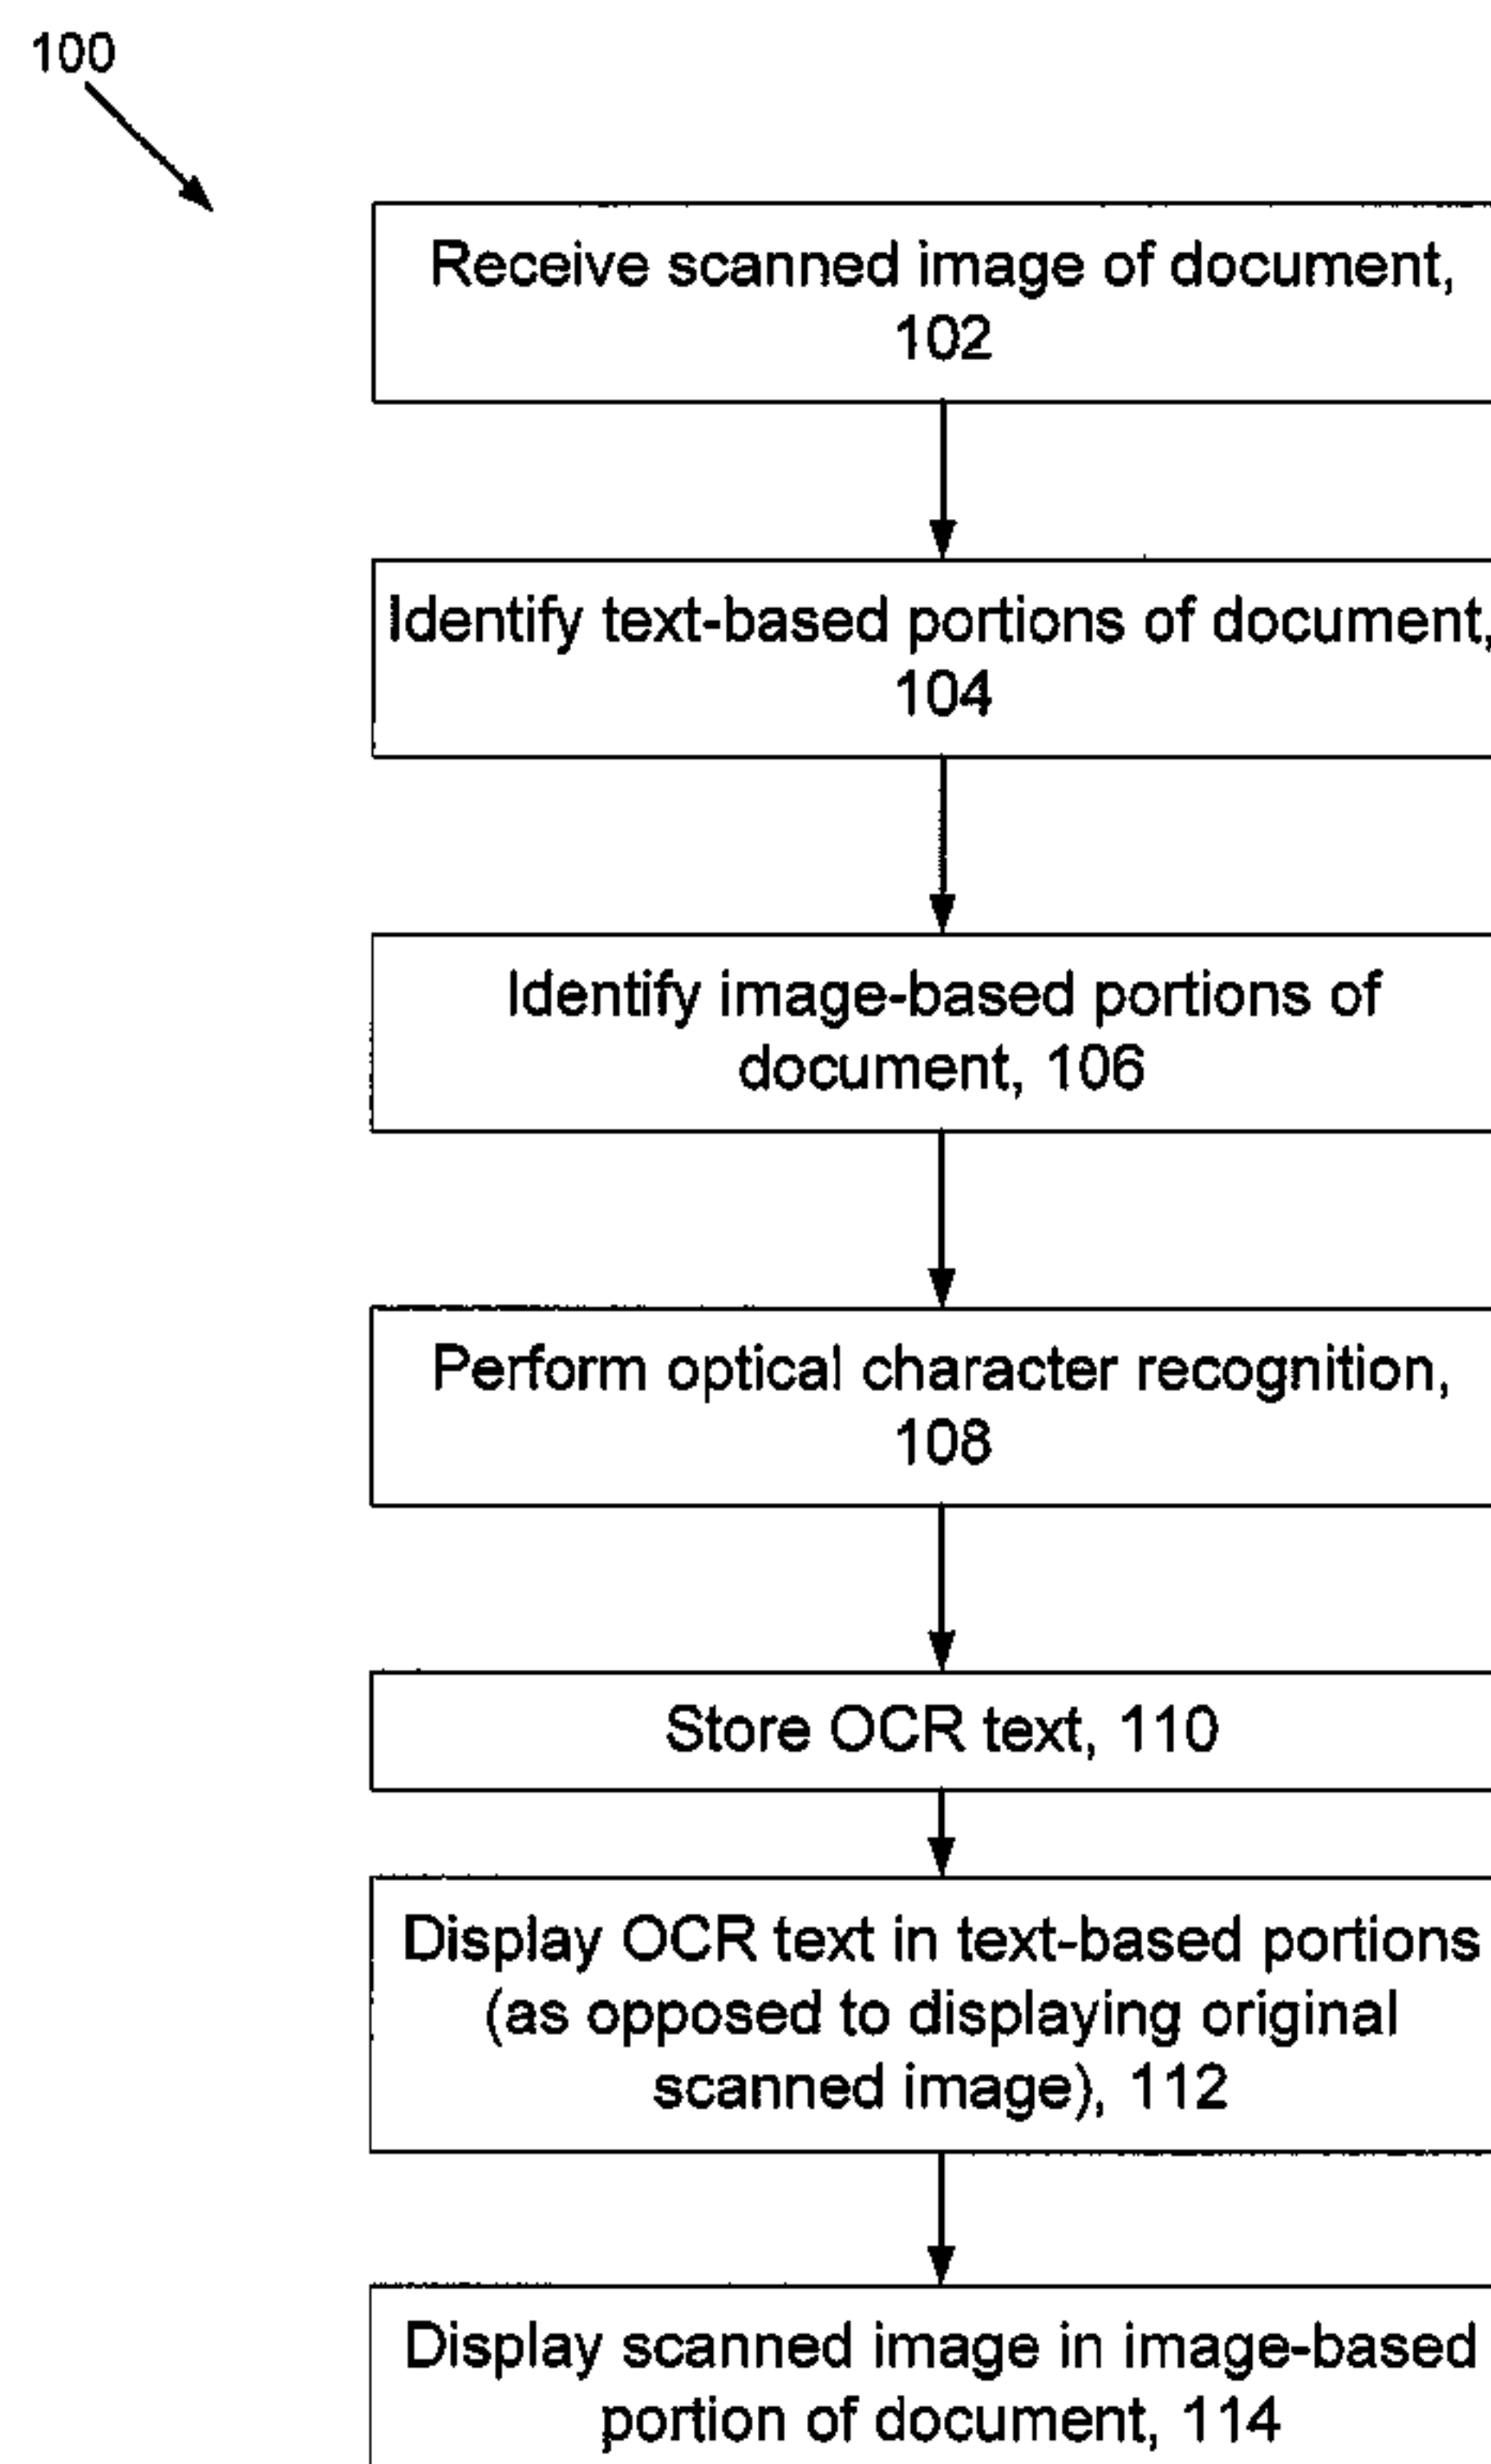 100
Receive scanned image of document,
102
Identify text-based portions of document,
104
Identify image-based portions of
document, 106
Perform optical character recognition,
108
Store OCR text, 110
Display OCR text in text-based portions
(as opposed to displaying original
scanned image), 112
Display scanned image in image-based
portion of document, 114